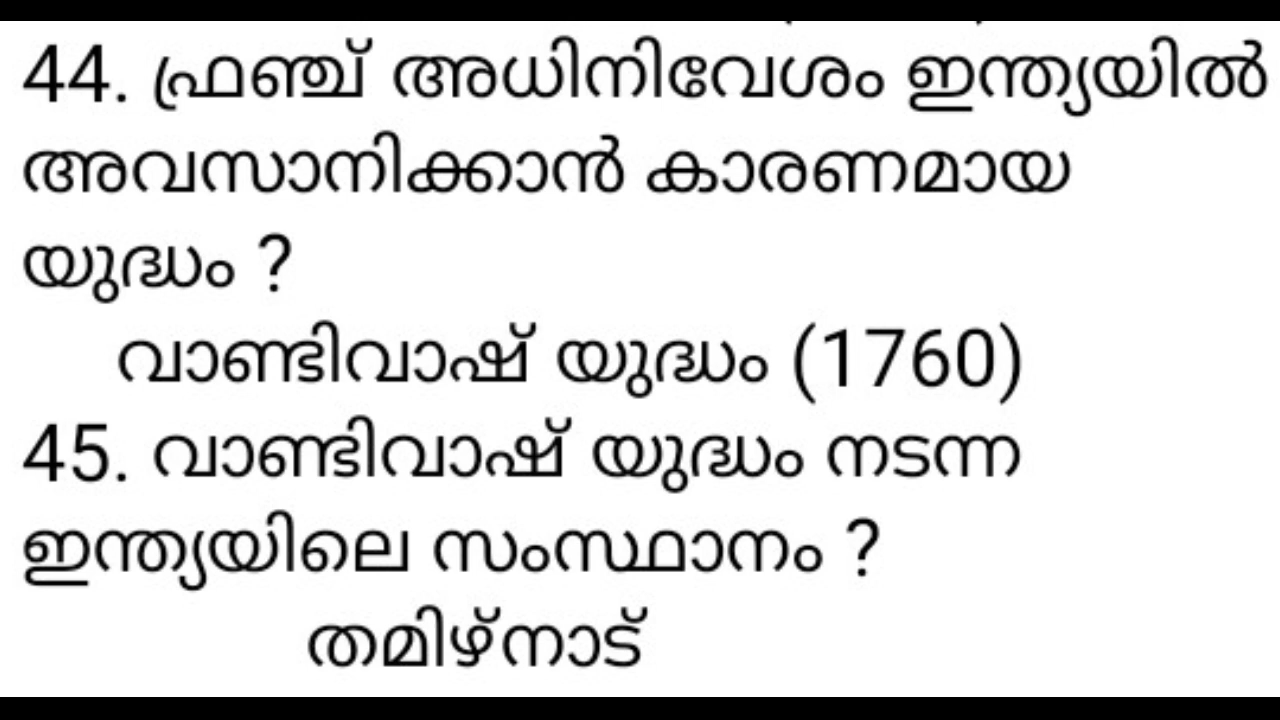 44. ഫ്രഞ്ച് അധിനിവേശം ഇന്ത്യയിൽ
അവസാനിക്കാൻ കാരണമായ
യുദ്ധം ?
വാണ്ടിവാഷ് യുദ്ധം (1760)
45. വാണ്ടിവാഷ് യുദ്ധം നടന്ന
ഇന്ത്യയിലെ സംസ്ഥാനം ?
തമിഴ്നാട്